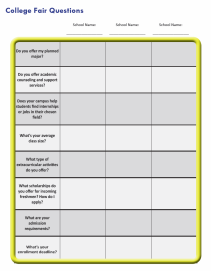 College Fair Questions
School Name: School Name: School Name:
Do you offer my planned
major?
Do you offer academic
counseling and support
services?
Does your campus help
students find internships
or jobs in their chosen
field?
What's your average
class size?
What type of
extracurricular activities
do you offer?
What scholarships do
you offer for incoming
freshmen? How do I
apply?
What are your
admission
requirements?
What's your
enrollment deadline?